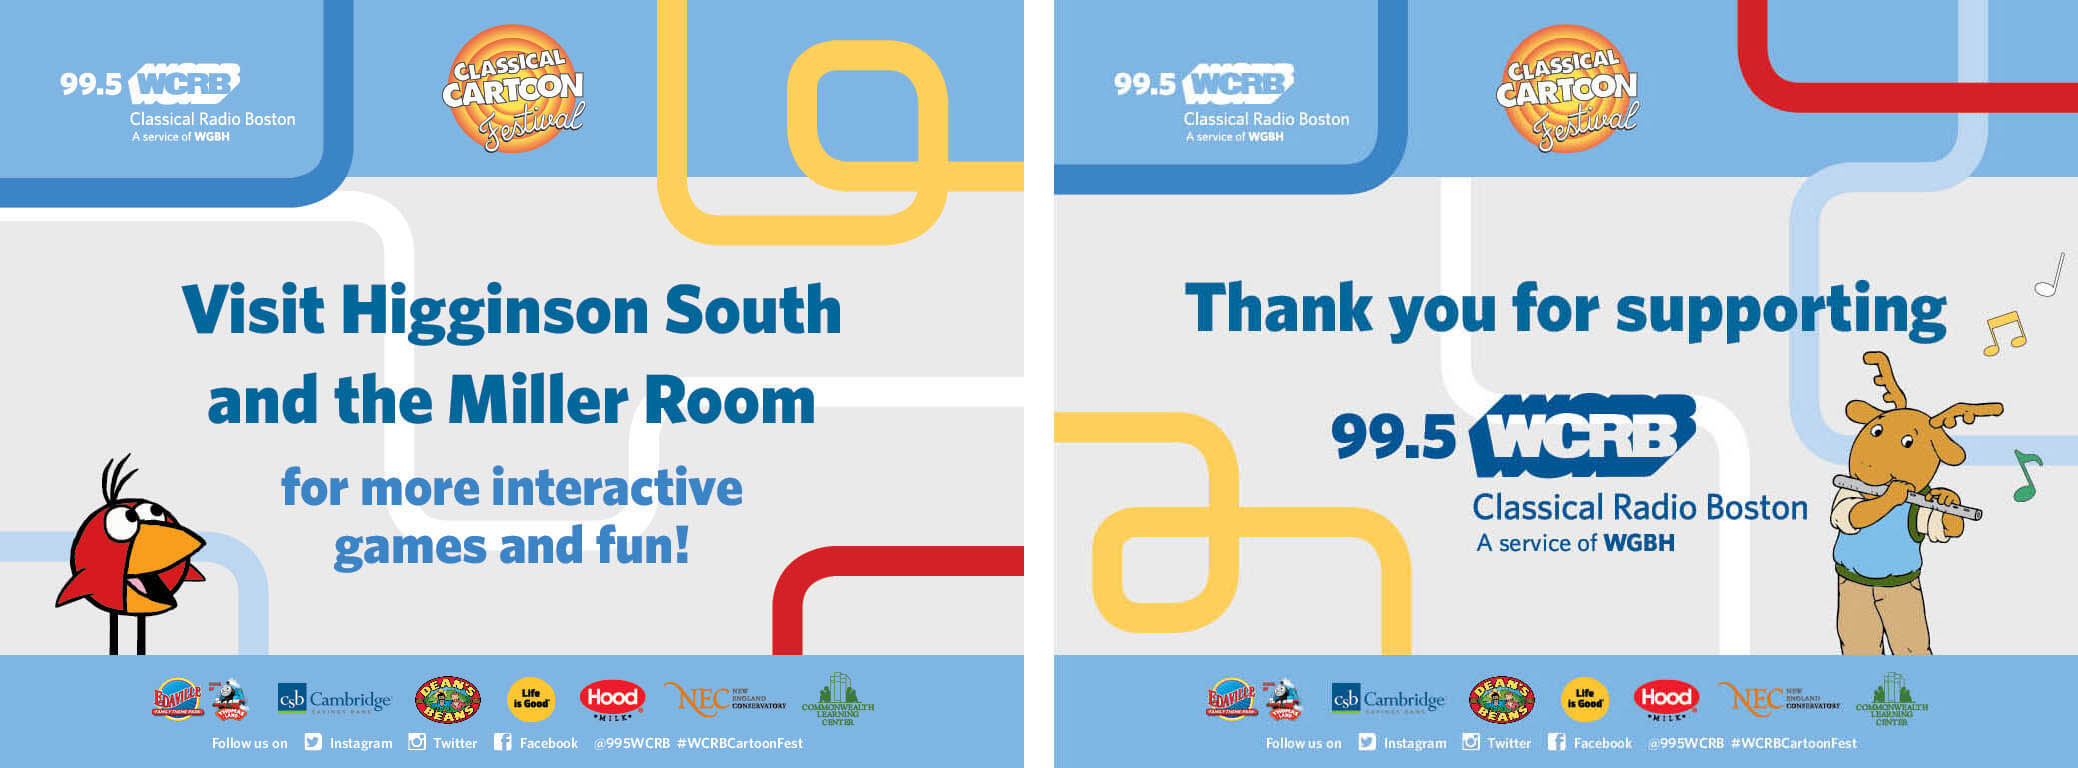 99.5 WCRB
Classical Radio Boston
A service of WGBH
CLASSICAL
CARTOON
Festival
Visit Higginson South
and the Miller Room
for more interactive
games and fun!
EDAVILLE
FAMILY THEME PARK
THOMAS LAND
csb Cambridge
SAVINGS BANK
DEAN'S
BEANS
Life
is Good
Hood
MILK
NEC NEW
ENGLAND
CONSERVATORY
COMMONWEALTH
LEARNING
CENTER
Follow us on Instagram Twitter Facebook @995WCRB #WCRBCartoonFest
99.5 WCRB
Classical Radio Boston
A service of WGBH
CLASSICAL
CARTOON
Festival
Thank you for supporting
99.5 WCRB
Classical Radio Boston
A service of WGBH
EDAVILLE
FAMILY THEME PARK
THOMAS LAND
csb Cambridge
SAVINGS BANK
DEAN'S
BEANS
Life
is Good
Hood
MILK
NEC NEW
ENGLAND
CONSERVATORY
COMMONWEALTH
LEARNING
CENTER
Follow us on Instagram Twitter Facebook @995WCRB #WCRBCartoonFest